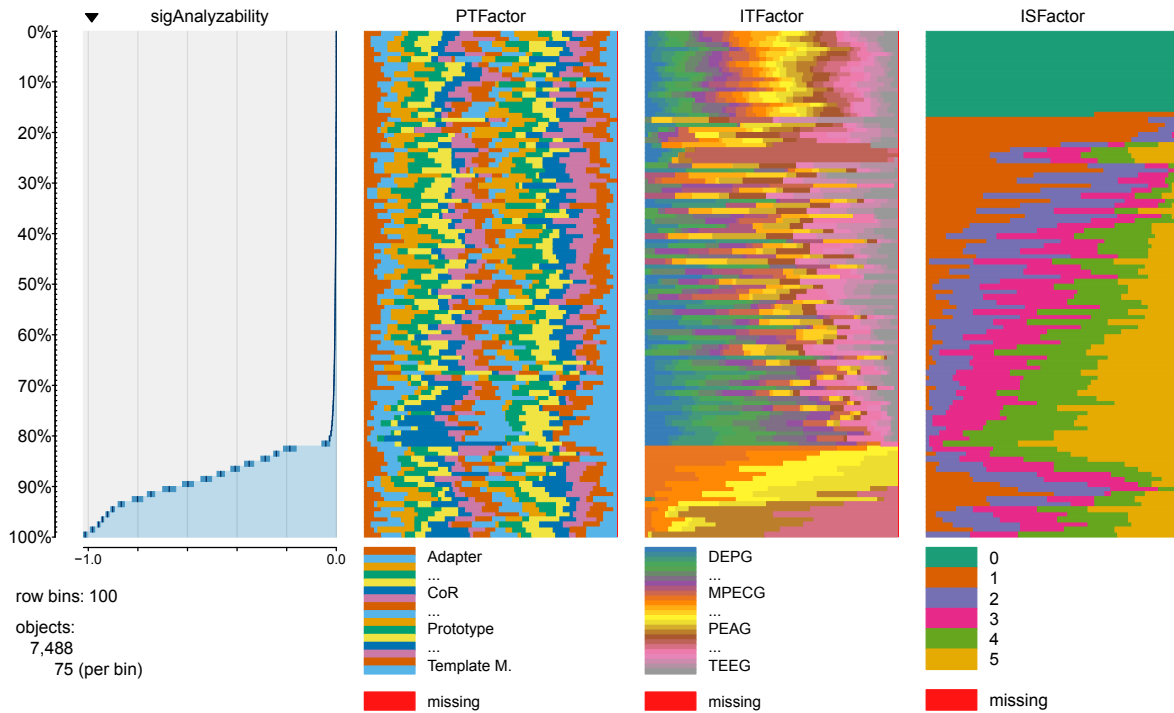 sigAnalyzability PTFactor ITFactor ISFactor
0%
10%
20%
30%
40%
50%
60%
70%
80%
90%
100%
−1.0 0.0
row bins: 100
objects:
7,488
75 (per bin)
Adapter
...
CoR
...
Prototype
...
Template M.
missing
DEPG
...
MPECG
...
PEAG
...
TEEG
missing
0
1
2
3
4
5
missing